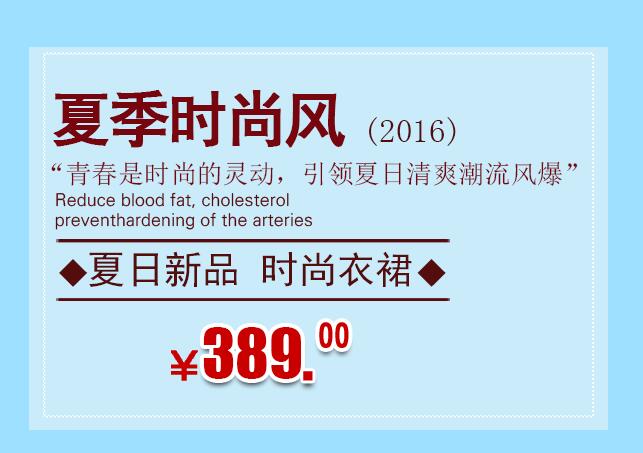 夏季时尚风（2016）
“青春是时尚的灵动，引领夏日清爽潮流风爆”
Reduce blood fat, cholesterol
preventhardening of the arteries
◆夏日新品 时尚衣裙◆
¥389.00